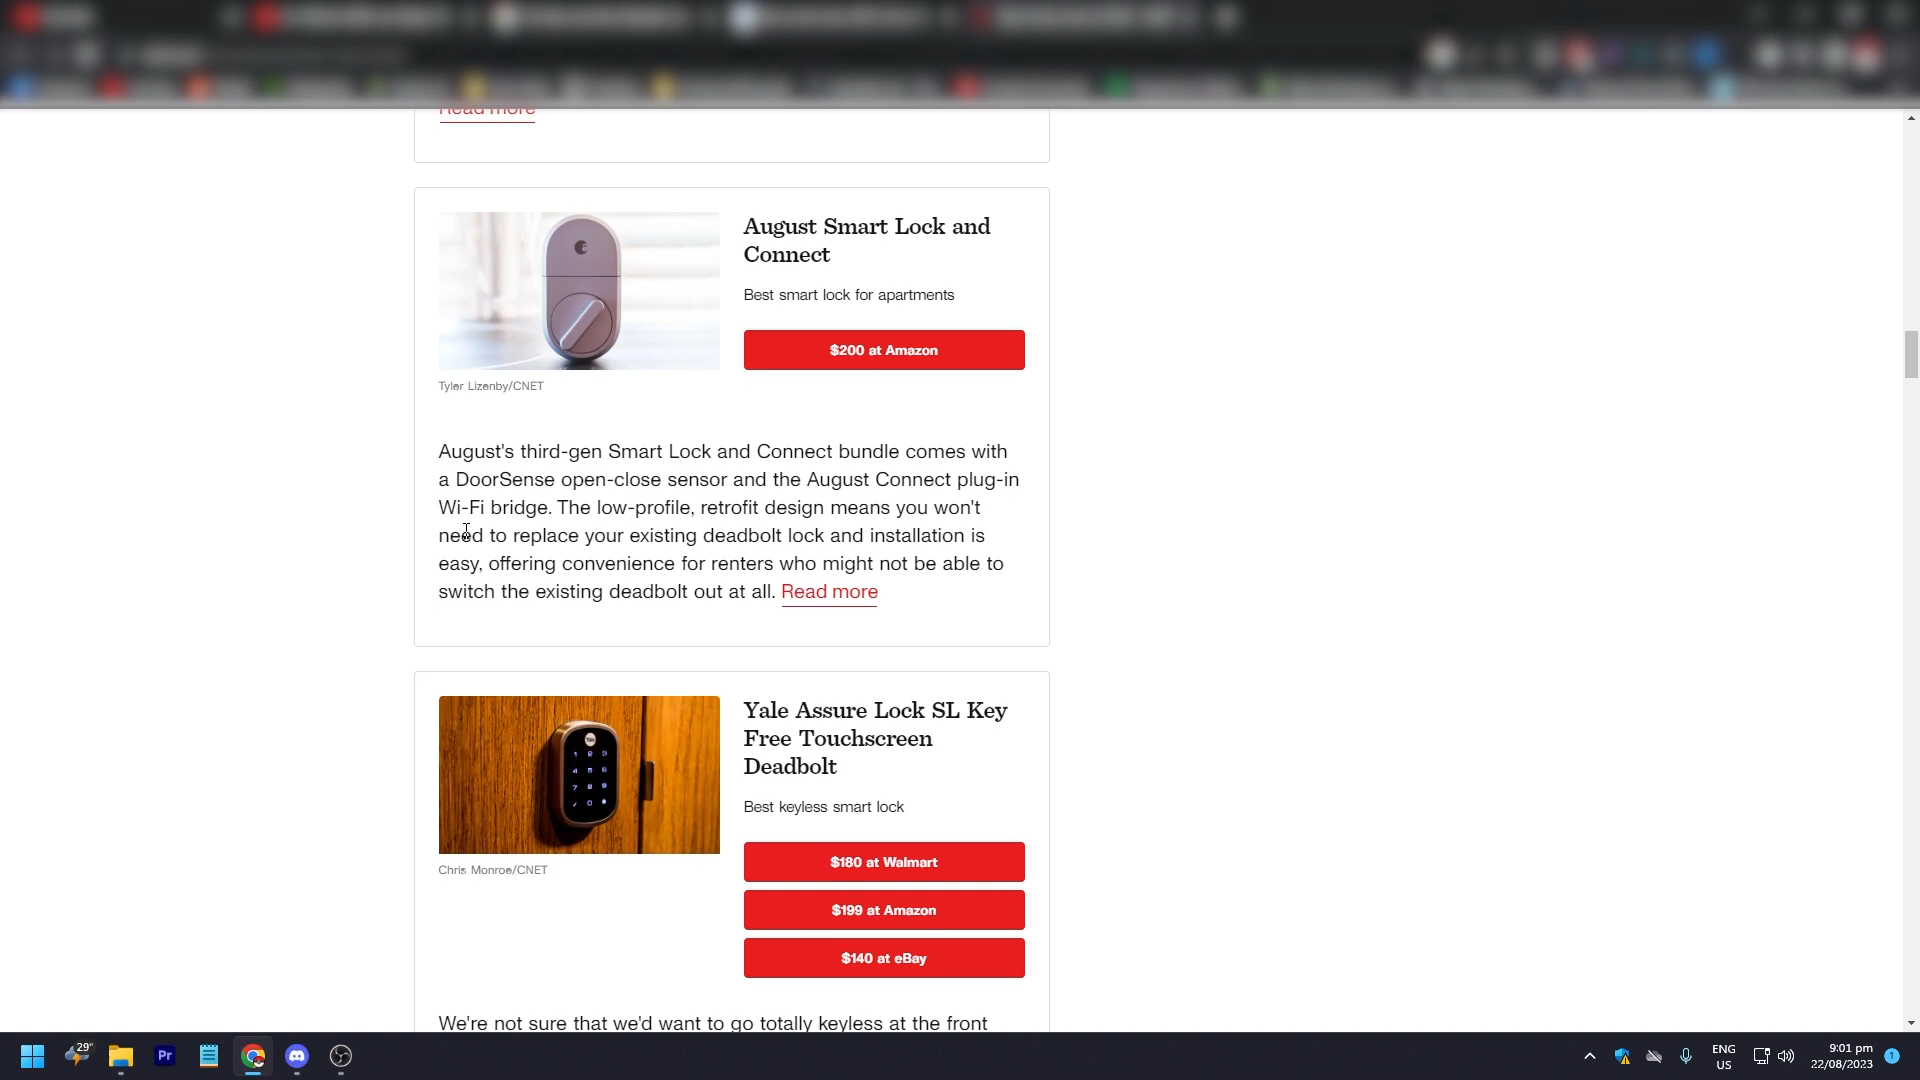 Read more
August Smart Lock and
Connect
Best smart lock for apartments
$200 at Amazon
Tyler Lizenby/CNET
August's third-gen Smart Lock and Connect bundle comes with
a DoorSense open-close sensor and the August Connect plug-in
Wi-Fi bridge. The low-profile, retrofit design means you won't
need to replace your existing deadbolt lock and installation is
easy, offering convenience for renters who might not be able to
switch the existing deadbolt out at all. Read more
Yale Assure Lock SL Key
Free Touchscreen
Deadbolt
Best keyless smart lock
$180 at Walmart
$199 at Amazon
$140 at eBay
Chris Monroe/CNET
We're not sure that we'd want to go totally keyless at the front
29°
Pr
ENG
US
9:01 pm
22/08/2023
1